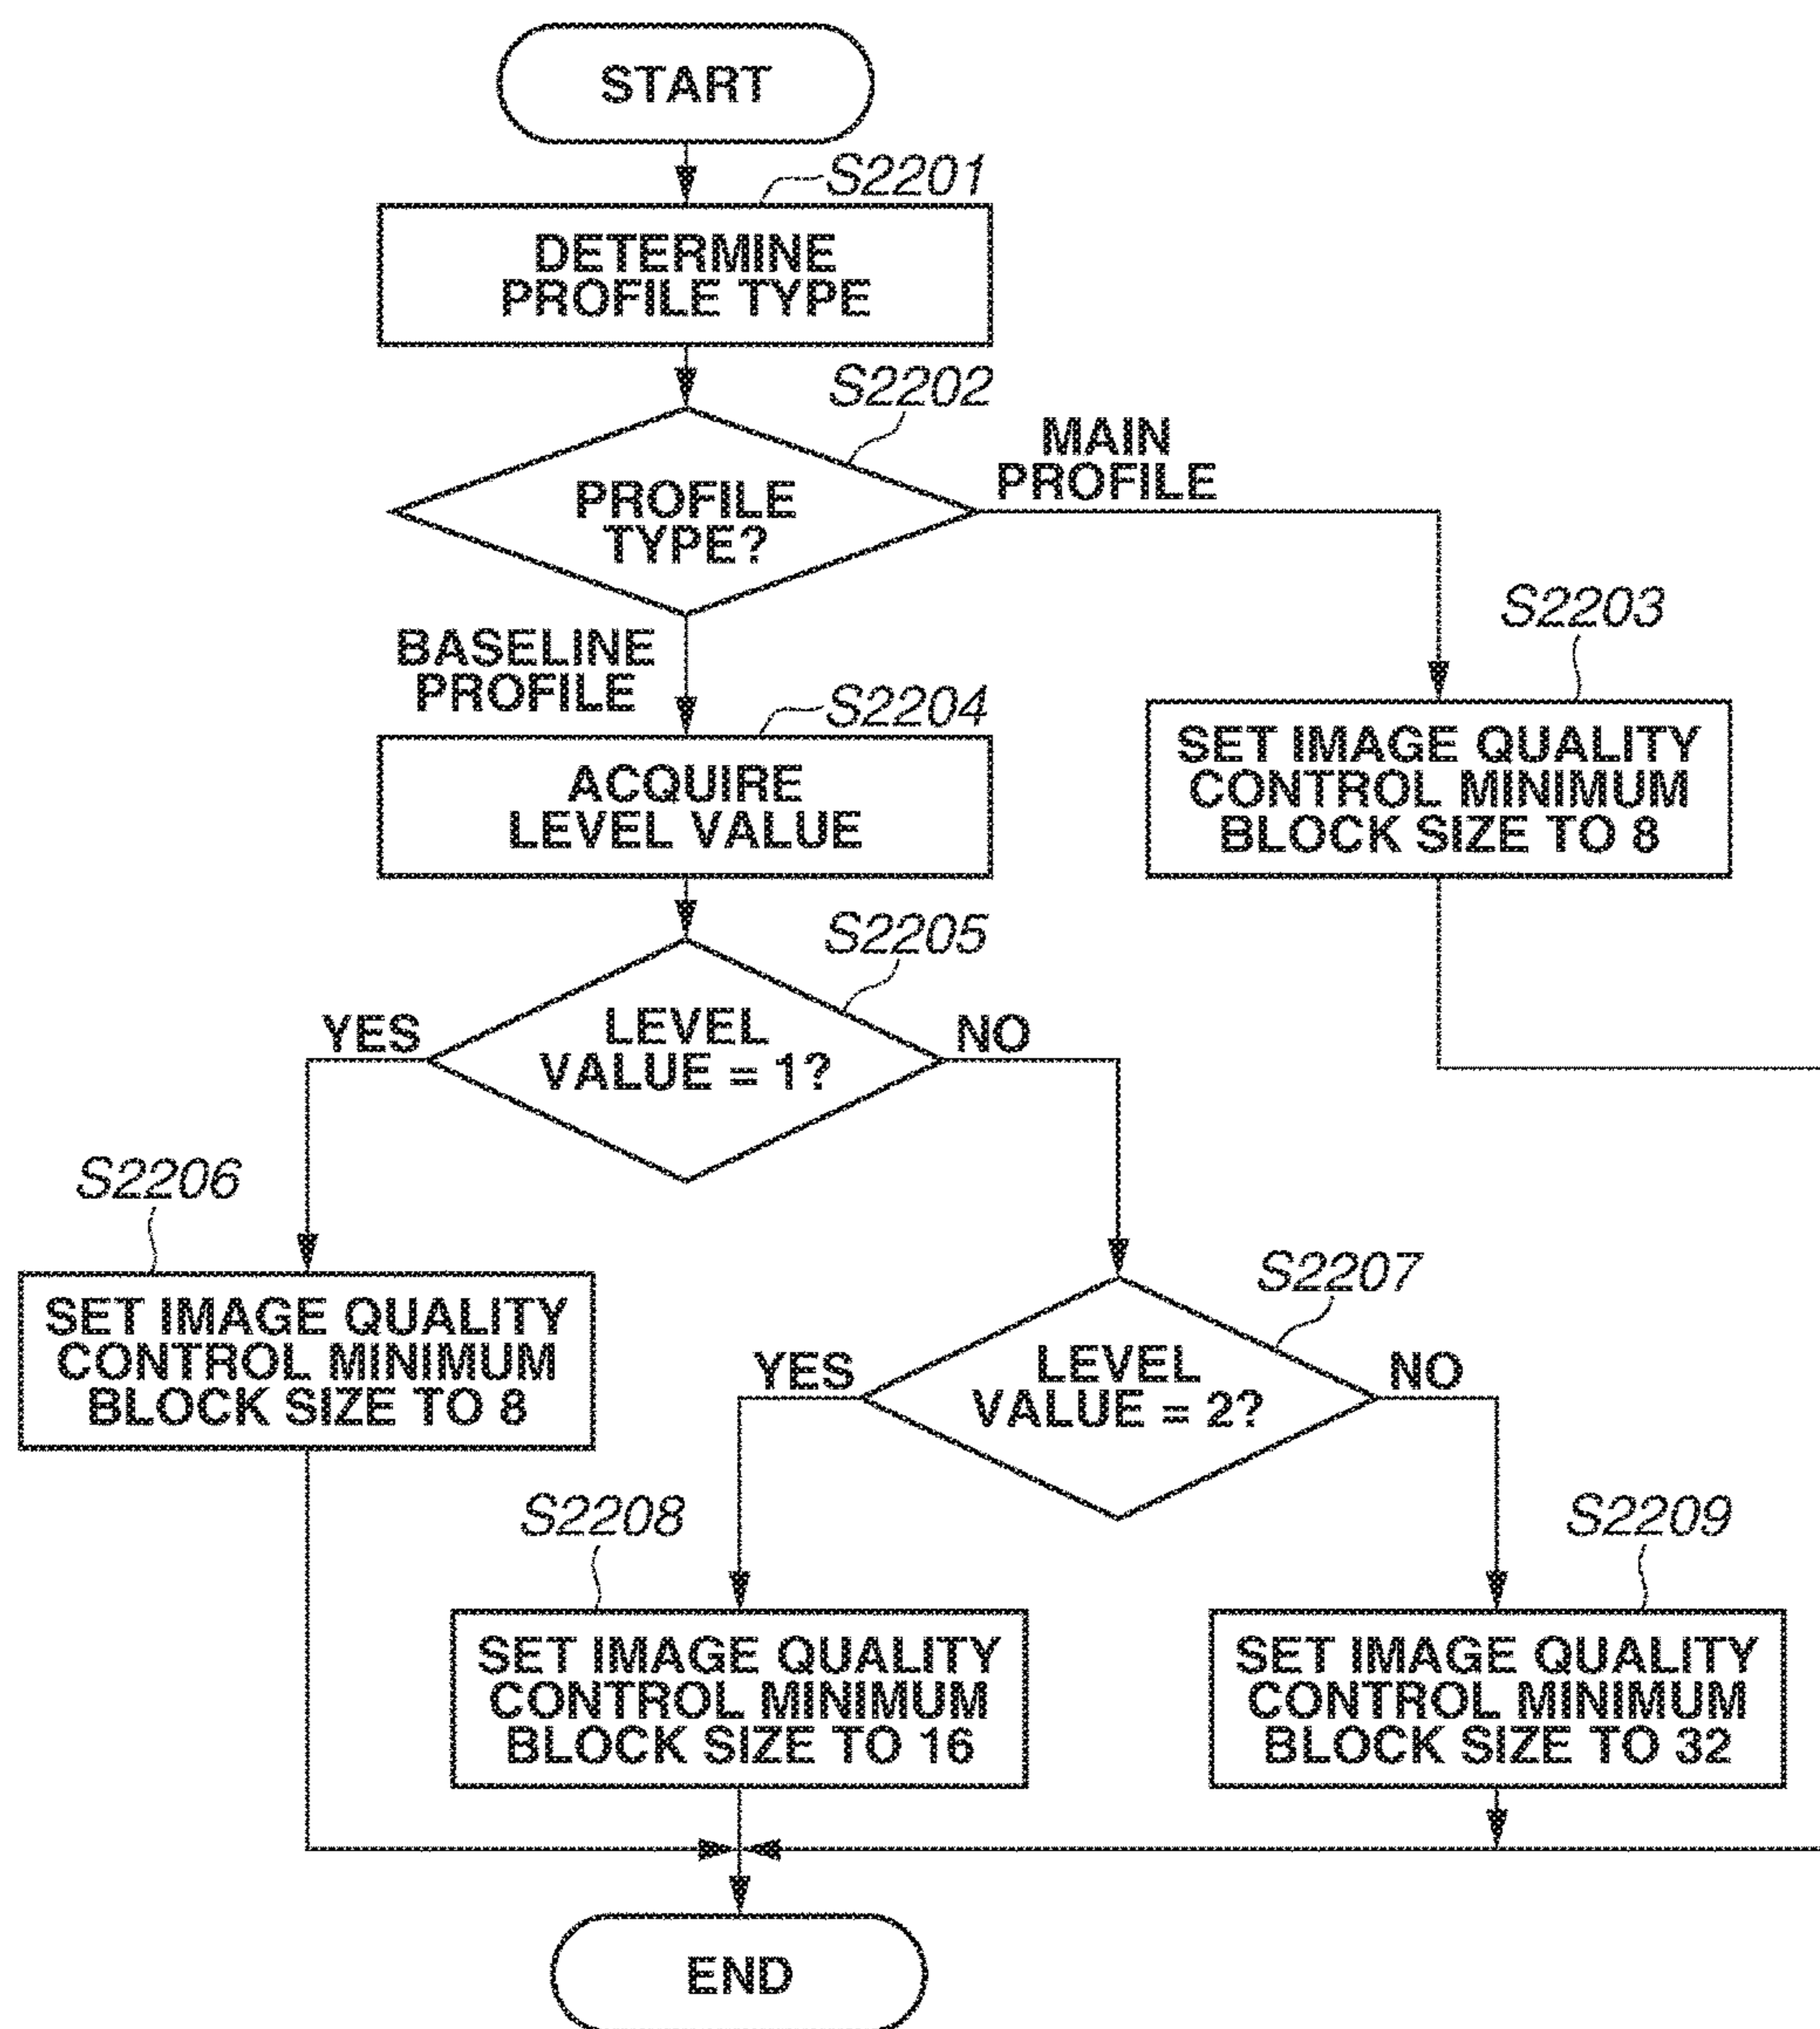 START
S2201
DETERMINE
PROFILE TYPE
S2202
MAIN
PROFILE
PROFILE
TYPE?
S2203
BASELINE
PROFILE
S2204
SET IMAGE QUALITY
CONTROL MINIMUM
BLOCK SIZE TO 8
ACQUIRE
LEVEL VALUE
S2205
YES
LEVEL
VALUE = 1?
NO
S2206
SET IMAGE QUALITY
CONTROL MINIMUM
BLOCK SIZE TO 8
S2207
YES
LEVEL
VALUE = 2?
NO
S2208
S2209
SET IMAGE QUALITY
CONTROL MINIMUM
BLOCK SIZE TO 16
SET IMAGE QUALITY
CONTROL MINIMUM
BLOCK SIZE TO 32
END